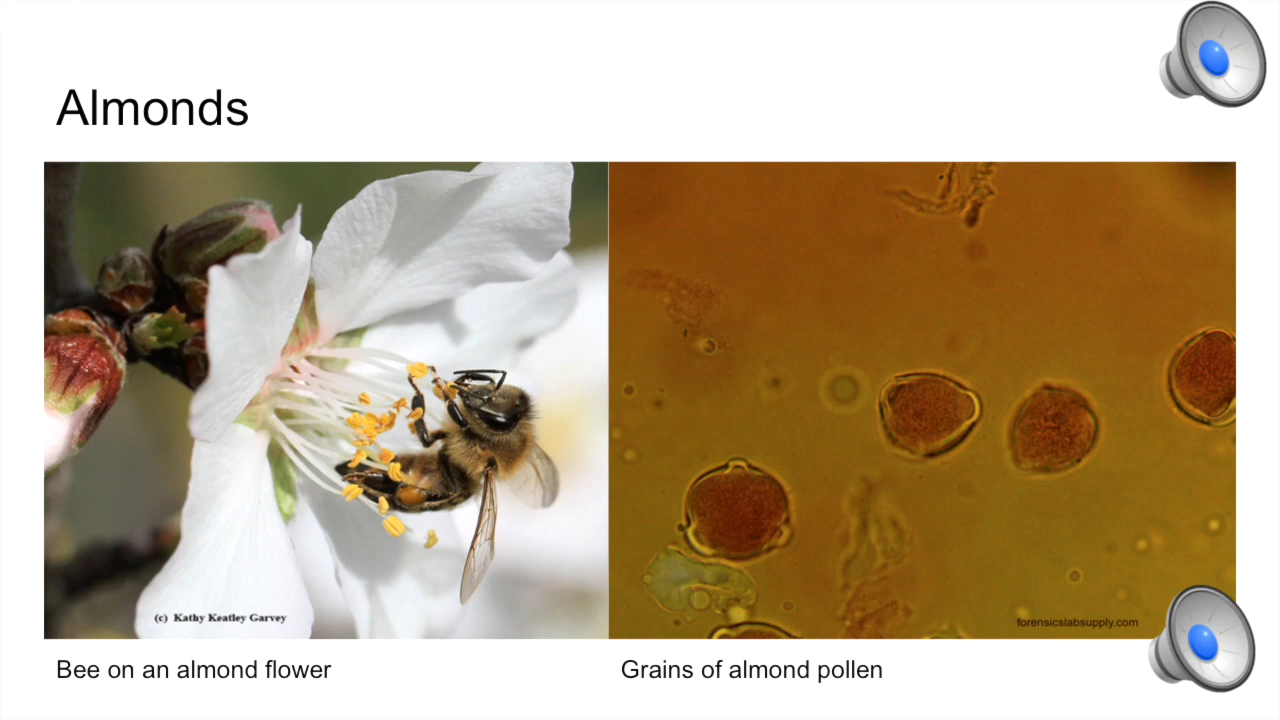 Almonds
(c) Kathy Keatley Garvey
forensicslabsupply.com
Bee on an almond flower
Grains of almond pollen